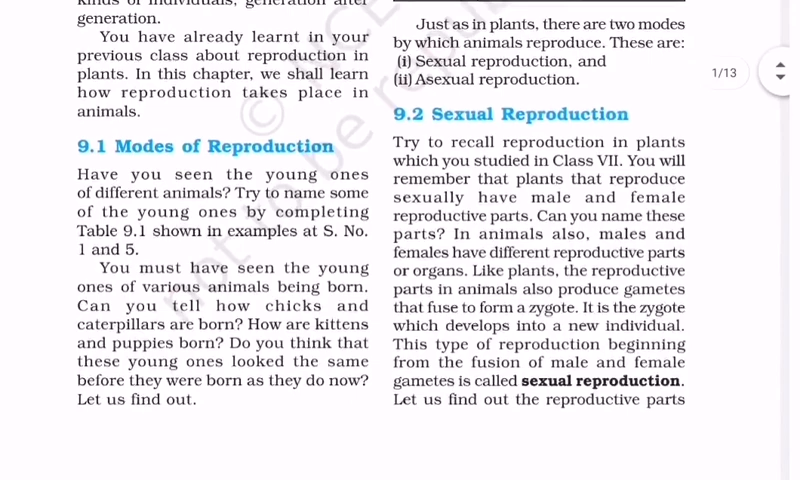 kinds of individuals, generation after
generation.
You have already learnt in your
previous class about reproduction in
plants. In this chapter, we shall learn
how reproduction takes place in
animals.
9.1 Modes of Reproduction
Have you seen the young ones
of different animals? Try to name some
of the young ones by completing
Table 9.1 shown in examples at S. No.
1 and 5.
You must have seen the young
ones of various animals being born.
Can you tell how chicks and
caterpillars are born? How are kittens
and puppies born? Do you think that
these young ones looked the same
before they were born as they do now?
Let us find out.
Just as in plants, there are two modes
by which animals reproduce. These are:
(i) Sexual reproduction, and
(ii) Asexual reproduction.
9.2 Sexual Reproduction
Try to recall reproduction in plants
which you studied in Class VII. You will
remember that plants that reproduce
sexually have male and female
reproductive parts. Can you name these
parts? In animals also, males and
females have different reproductive parts
or organs. Like plants, the reproductive
parts in animals also produce gametes
that fuse to form a zygote. It is the zygote
which develops into a new individual.
This type of reproduction beginning
from the fusion of male and female
gametes is called sexual reproduction.
Let us find out the reproductive parts
1/13
© NCE
not to be repub